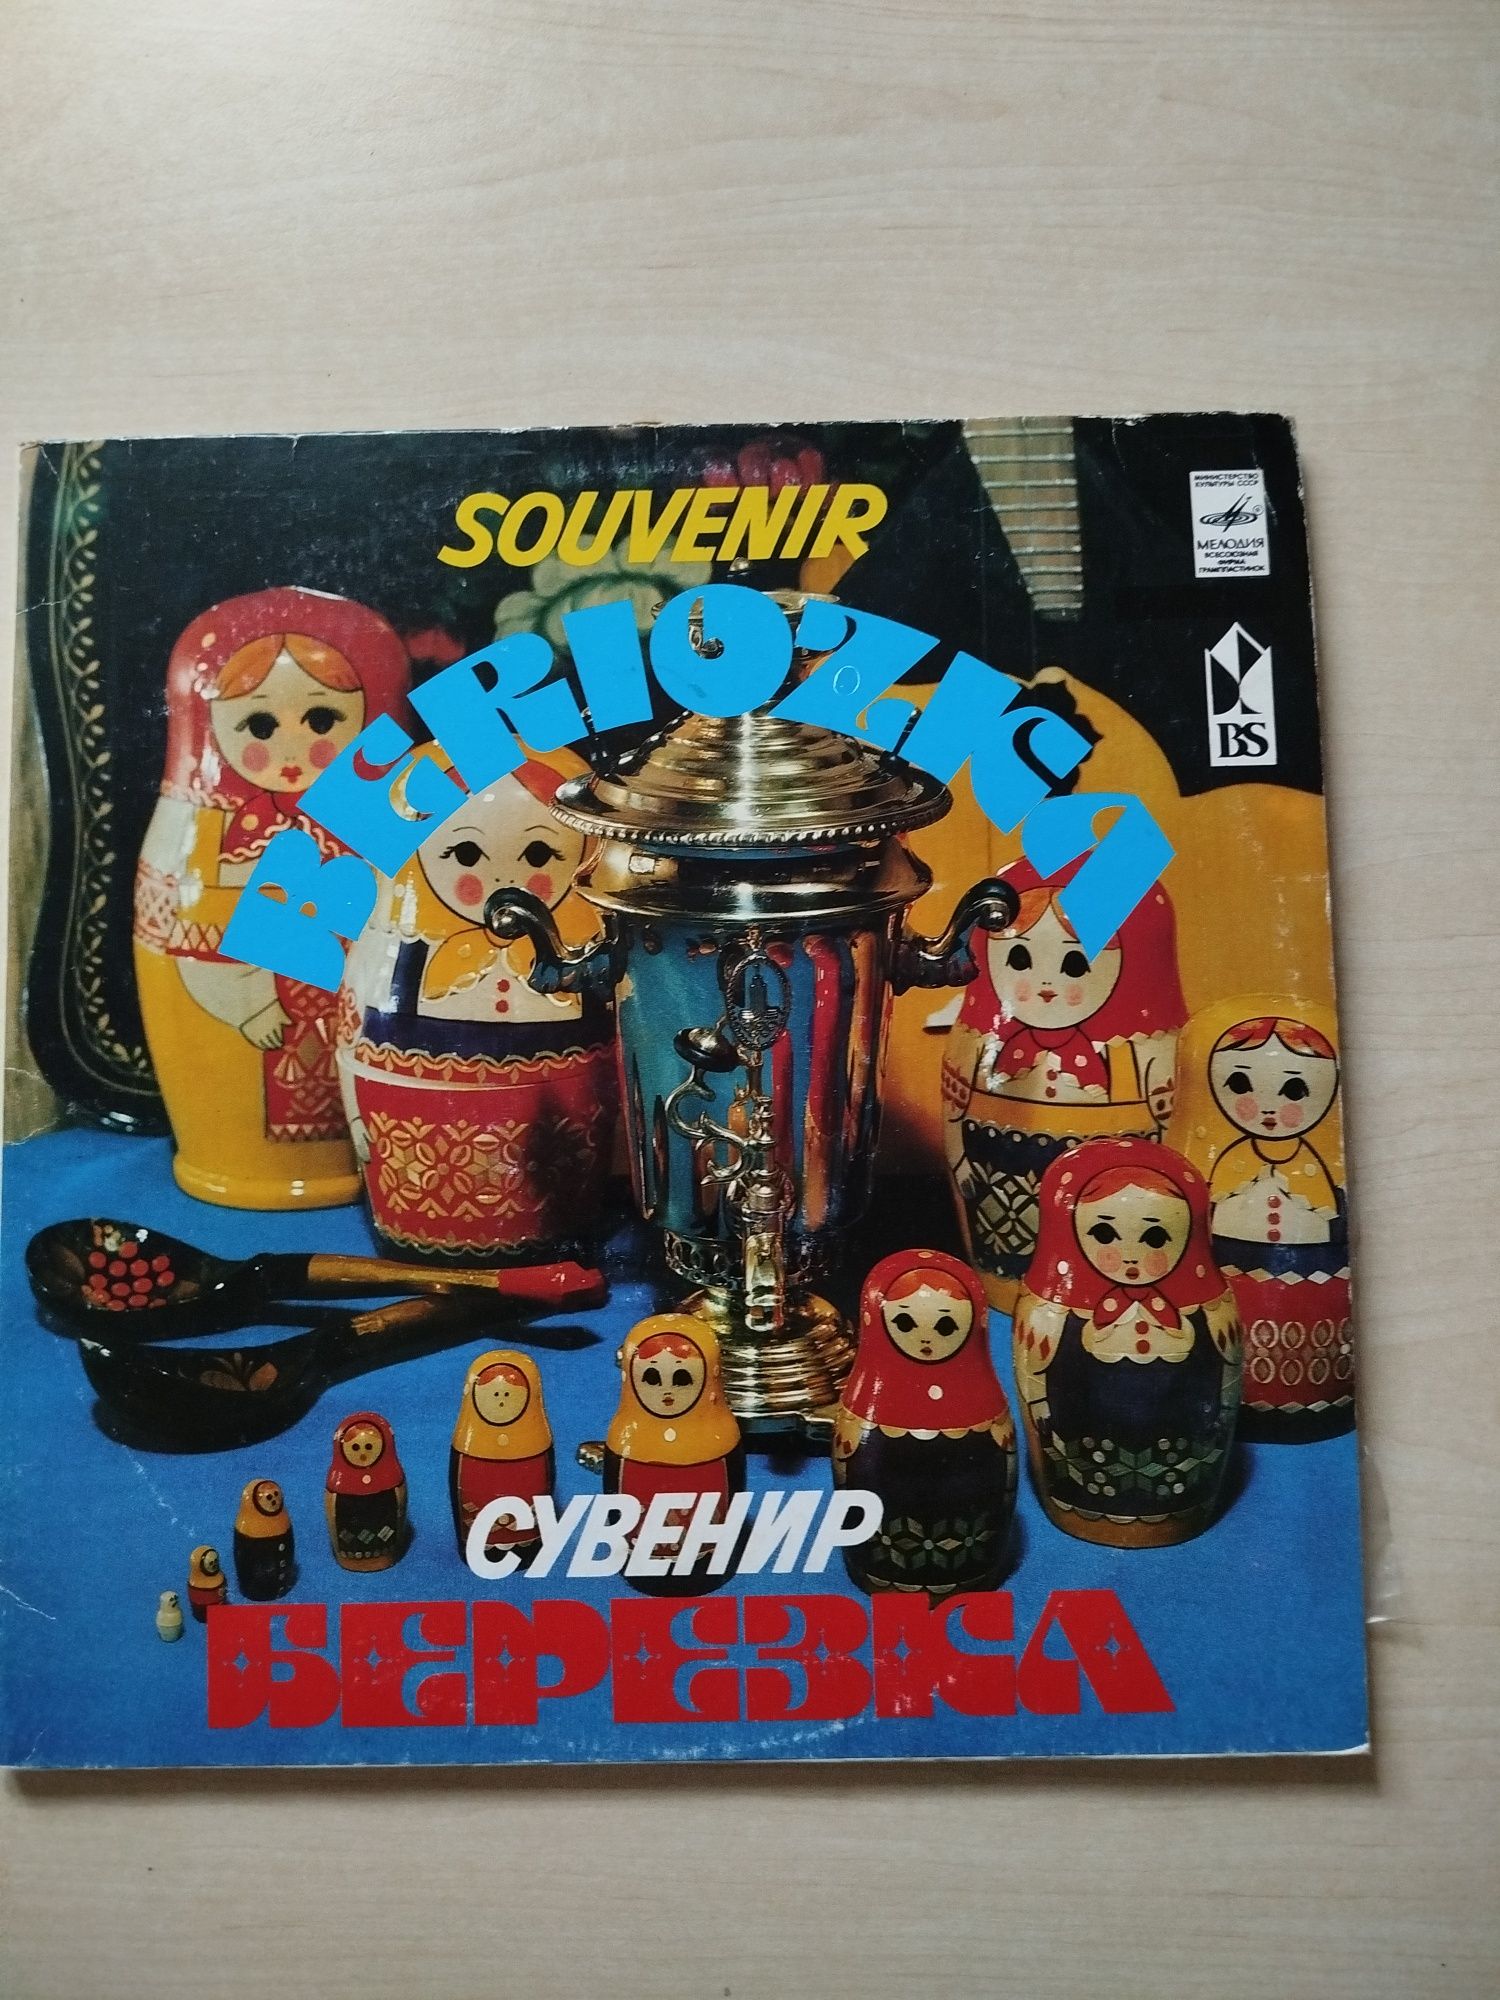 SOUVENIR
BERIOZKA
МИНИСТЕРСТВО
КУЛЬТУРЫ СССР
МЕЛОДИЯ
ВСЕСОЮЗНАЯ
ФИРМА
ГРАМПЛАСТИНОК
BS
СУВЕНИР
БЕРЕЗКА